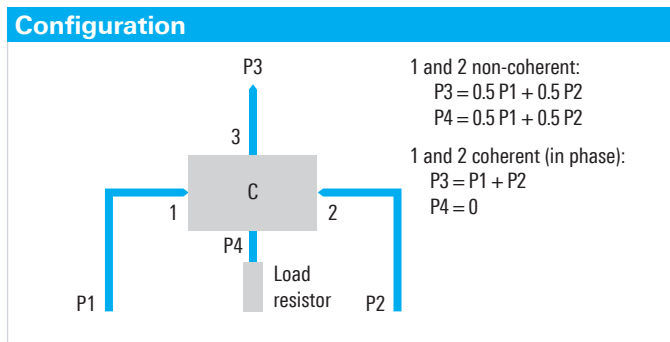 Configuration
P3
1 and 2 non-coherent:
P3 = 0.5 P1 + 0.5 P2
P4 = 0.5 P1 + 0.5 P2
3
1 and 2 coherent (in phase):
P3 = P1 + P2
P4 = 0
C
1
2
P4
Load
resistor
P1
P2